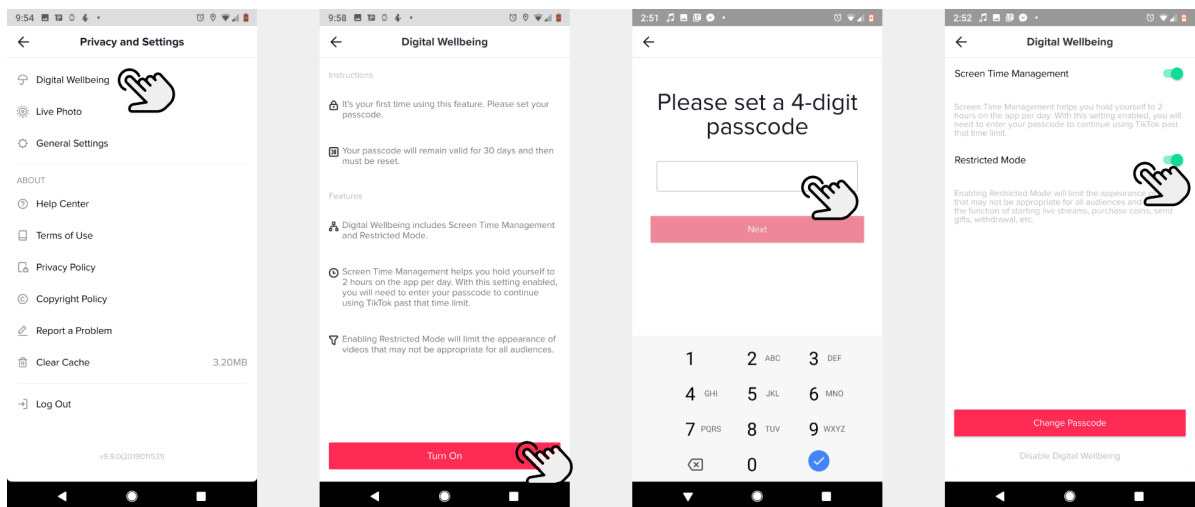 9:54
Privacy and Settings
Digital Wellbeing
Live Photo
General Settings
ABOUT
Help Center
Terms of Use
Privacy Policy
Copyright Policy
Report a Problem
Clear Cache 3.20MB
Log Out
v9.9.0(2019011531)
9:58
Digital Wellbeing
Instructions
It's your first time using this feature. Please set your
passcode.
Your passcode will remain valid for 30 days and then
must be reset.
Features
Digital Wellbeing includes Screen Time Management
and Restricted Mode.
Screen Time Management helps you hold yourself to
2 hours on the app per day. With this setting enabled,
you will need to enter your passcode to continue
using TikTok past that time limit.
Enabling Restricted Mode will limit the appearance of
videos that may not be appropriate for all audiences.
Turn On
2:51
Please set a 4-digit
passcode
Next
1 2 ABC 3 DEF
4 GHI 5 JKL 6 MNO
7 PQRS 8 TUV 9 WXYZ
0
2:52
Digital Wellbeing
Screen Time Management
Screen Time Management helps you hold yourself to 2
hours on the app per day. With this setting enabled, you will
need to enter your passcode to continue using TikTok past
that time limit.
Restricted Mode
Enabling Restricted Mode will limit the appearance
that may not be appropriate for all audiences and
the function of starting live streams, purchase coins, send
gifts, withdrawal, etc.
Change Passcode
Disable Digital Wellbeing